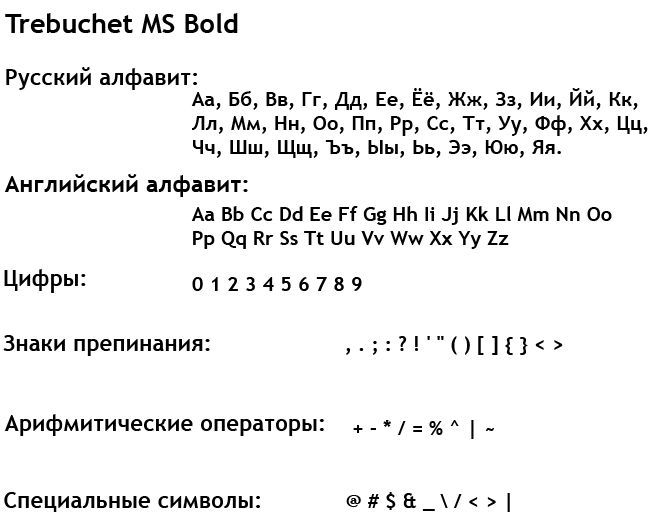 Trebuchet MS Bold
Русский алфавит:
Аа, Бб, Вв, Гг, Дд, Ее, Ёё, Жж, Зз, Ии, Йй, Кк,
Лл, Мм, Нн, Оо, Пп, Рр, Сс, Тт, Уу, Фф, Хх, Цц,
Чч, Шш, Щщ, Ъъ, Ыы, Ьь, Ээ, Юю, Яя.
Английский алфавит:
Aa Bb Cc Dd Ee Ff Gg Hh Ii Jj Kk Ll Mm Nn Oo
Pp Qq Rr Ss Tt Uu Vv Ww Xx Yy Zz
Цифры: 0 1 2 3 4 5 6 7 8 9
Знаки препинания: , . ; : ? ! ' " ( ) [ ] { } < >
Арифмитические операторы: + - * / = % ^ | ~
Специальные символы: @ # $ & _ \ / < > |